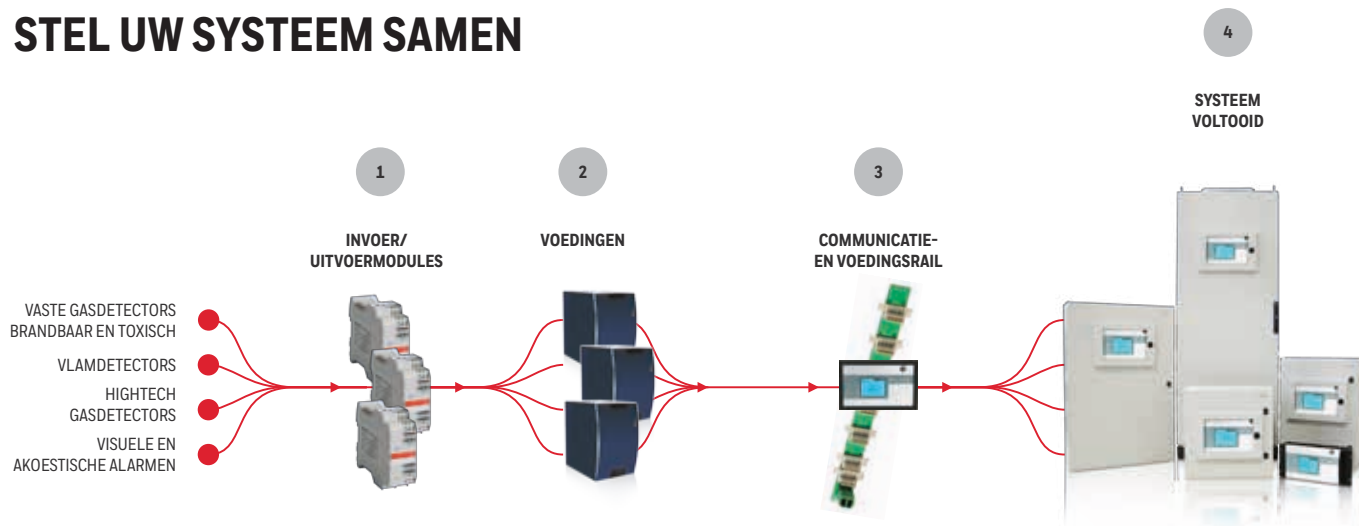 STEL UW SYSTEEM SAMEN
4
SYSTEEM
VOLTOOID
1
2
3
INVOER/
UITVOERMODULES
VOEDINGEN
COMMUNICATIE-
EN VOEDINGSRAIL
VASTE GASDETECTORS
BRANDBAAR EN TOXISCH
VLAMDETECTORS
HIGHTECH
GASDETECTORS
VISUELE EN
AKOESTISCHE ALARMEN